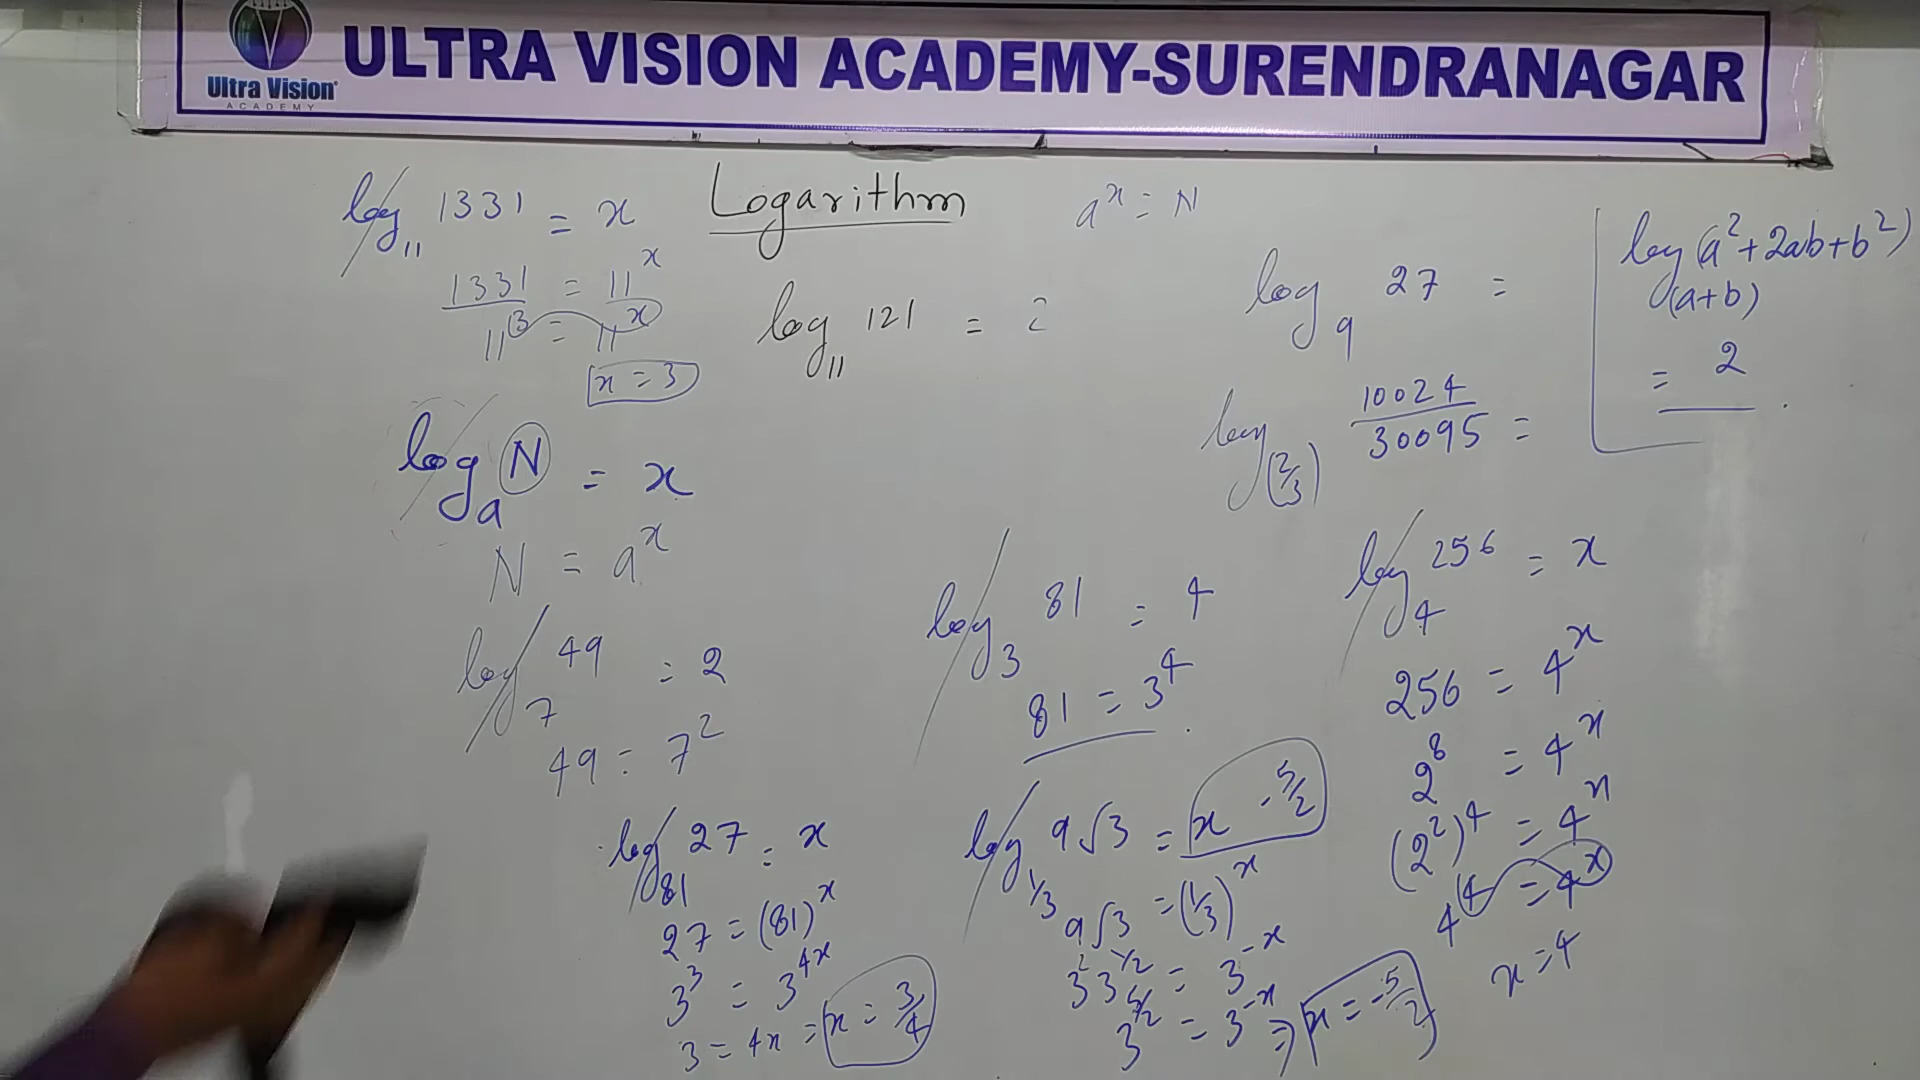 Ultra Vision
ACADEMY
ULTRA VISION ACADEMY-SURENDRANAGAR
Logarithm
log₁₁ 1331 = x
1331 = 11ˣ
11³ = 11ˣ
x = 3
aˣ = N
log₁₁ 121 =
log₉ 27 =
log₍₂/₃₎ 10024/30095 =
log₍ₐ₊b₎ (a²+2ab+b²)
= 2
logₐ N = x
N = aˣ
log₇ 49 = 2
49 = 7²
log₃ 81 = 4
81 = 3⁴
log₄ 256 = x
256 = 4ˣ
2⁸ = 4ˣ
(2²)⁴ = 4ˣ
4⁴ = 4ˣ
x = 4
log₈₁ 27 = x
27 = (81)ˣ
3³ = 3⁴ˣ
3 = 4x = x = 3/4
log₁/₃ 9√3 = x -5/2
9√3 = (1/3)ˣ
3² 3^1/2 = 3⁻ˣ
3^5/2 = 3⁻ˣ ⇒ x = -5/2